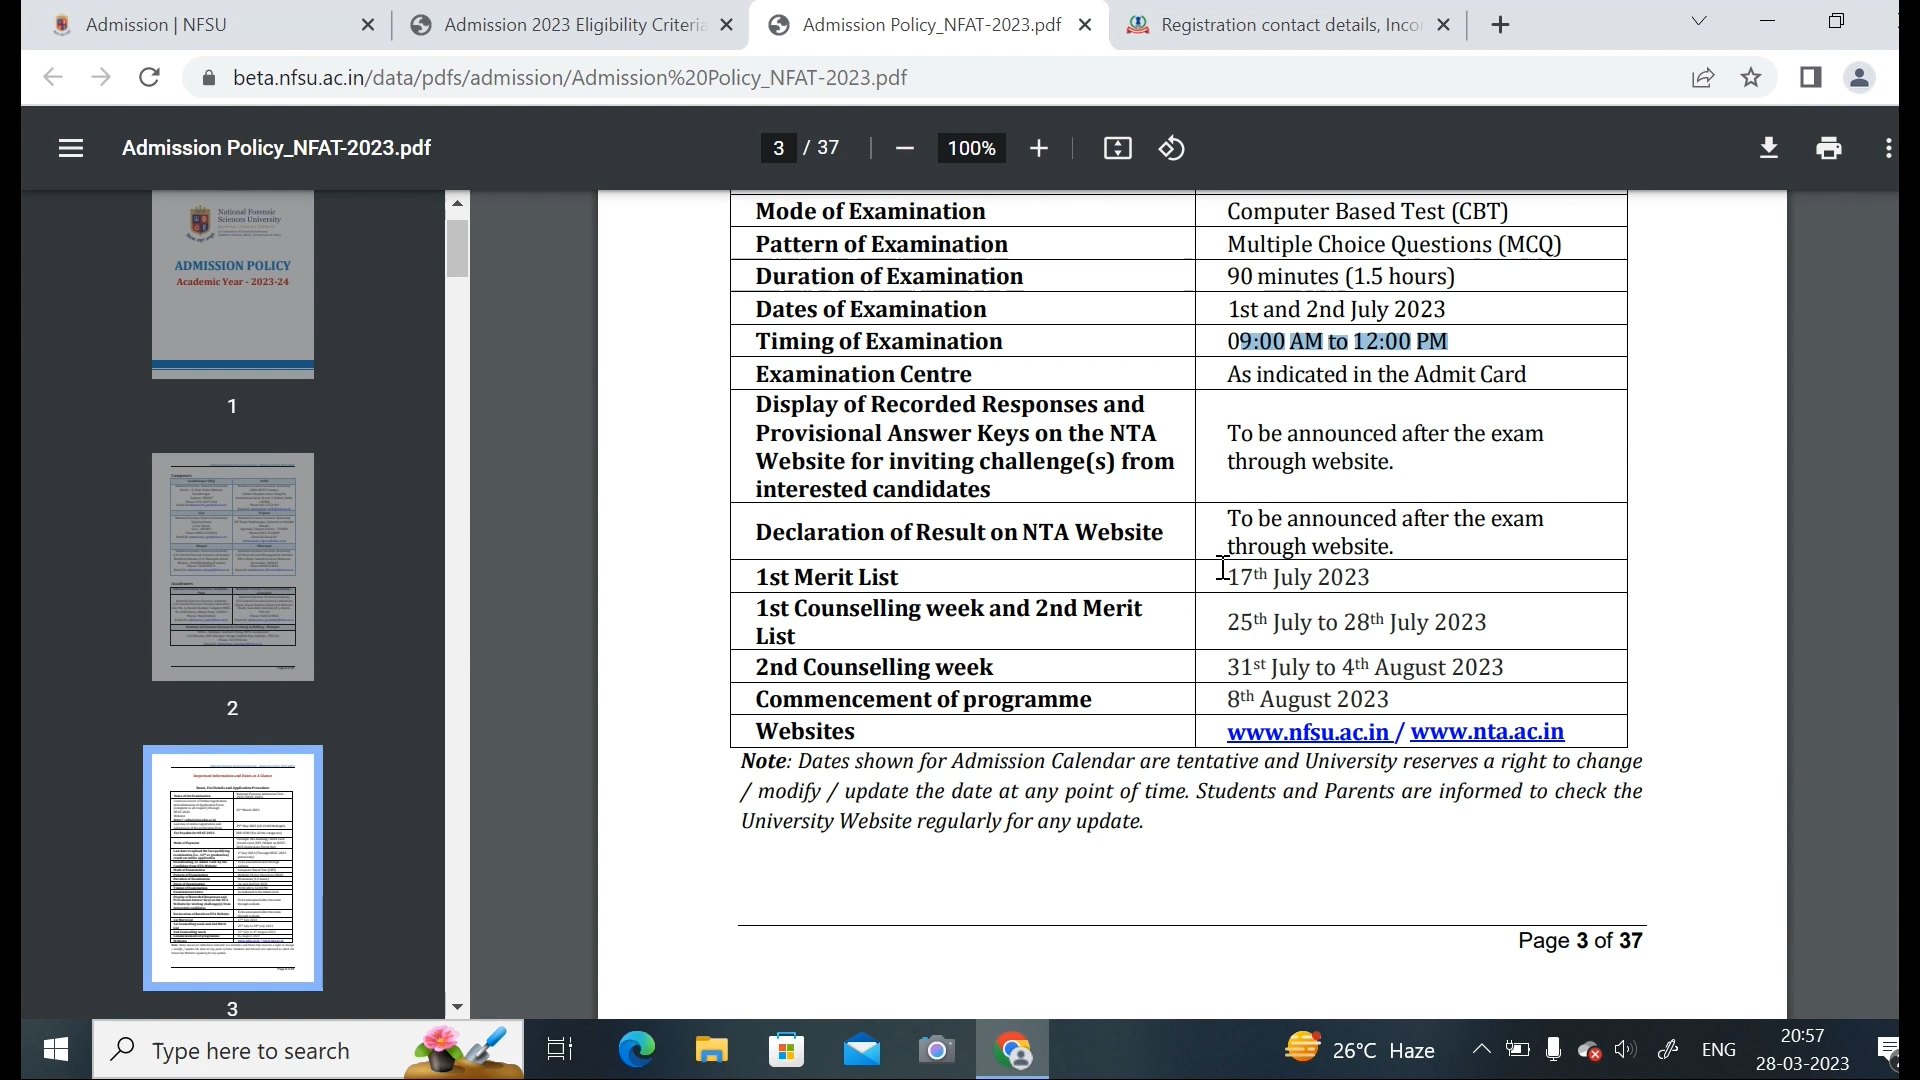 Admission | NFSU
Admission 2023 Eligibility Criteria
Admission Policy_NFAT-2023.pdf
Registration contact details, Inco
beta.nfsu.ac.in/data/pdfs/admission/Admission%20Policy_NFAT-2023.pdf
Admission Policy_NFAT-2023.pdf
3 / 37
100%
National Forensic
Sciences University
ADMISSION POLICY
Academic Year - 2023-24
1
2
3
Mode of Examination
Computer Based Test (CBT)
Pattern of Examination
Multiple Choice Questions (MCQ)
Duration of Examination
90 minutes (1.5 hours)
Dates of Examination
1st and 2nd July 2023
Timing of Examination
09:00 AM to 12:00 PM
Examination Centre
As indicated in the Admit Card
Display of Recorded Responses and
Provisional Answer Keys on the NTA
Website for inviting challenge(s) from
interested candidates
To be announced after the exam
through website.
Declaration of Result on NTA Website
To be announced after the exam
through website.
1st Merit List
17th July 2023
1st Counselling week and 2nd Merit
List
25th July to 28th July 2023
2nd Counselling week
31st July to 4th August 2023
Commencement of programme
8th August 2023
Websites
www.nfsu.ac.in / www.nta.ac.in
Note: Dates shown for Admission Calendar are tentative and University reserves a right to change
/ modify / update the date at any point of time. Students and Parents are informed to check the
University Website regularly for any update.
Page 3 of 37
Type here to search
26°C Haze
ENG
20:57
28-03-2023